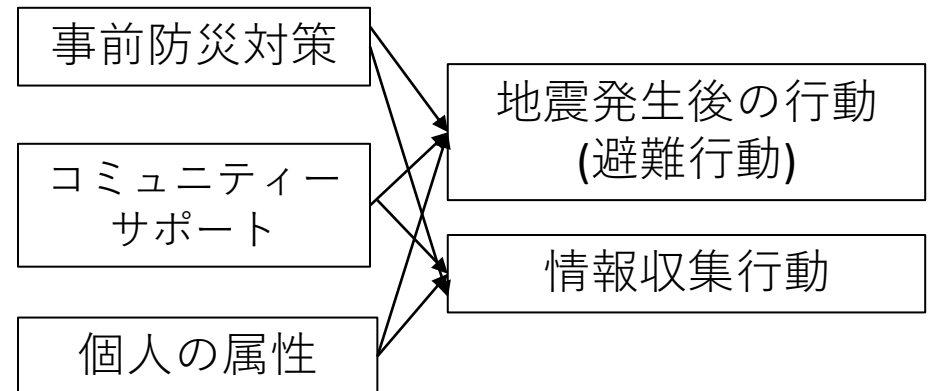 事前防災対策
コミュニティー
サポート
個人の属性
地震発生後の行動
(避難行動)
情報収集行動